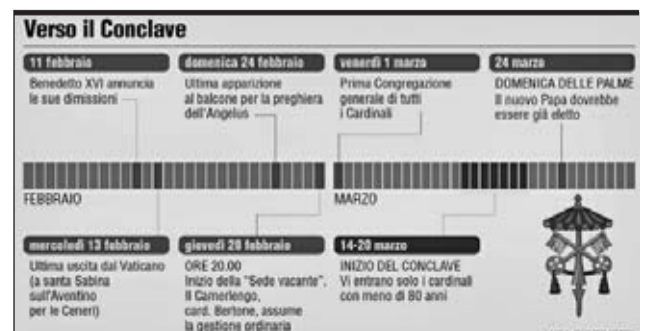 Verso il Conclave
11 febbraio
Benedetto XVI annuncia
le sue dimissioni
domenica 24 febbraio
Ultima apparizione
al balcone per la preghiera
dell'Angelus
venerdì 1 marzo
Prima Congregazione
generale di tutti
i Cardinali
24 marzo
DOMENICA DELLE PALME
Il nuovo Papa dovrebbe
essere già eletto
FEBBRAIO
MARZO
mercoledì 13 febbraio
Ultima uscita dal Vaticano
(a santa Sabina
sull'Aventino
per le Ceneri)
giovedì 28 febbraio
ORE 20.00
Inizio della "Sede vacante".
Il Camerlengo,
card. Bertone, assume
la gestione ordinaria
14-20 marzo
INIZIO DEL CONCLAVE
Vi entrano solo i cardinali
con meno di 80 anni